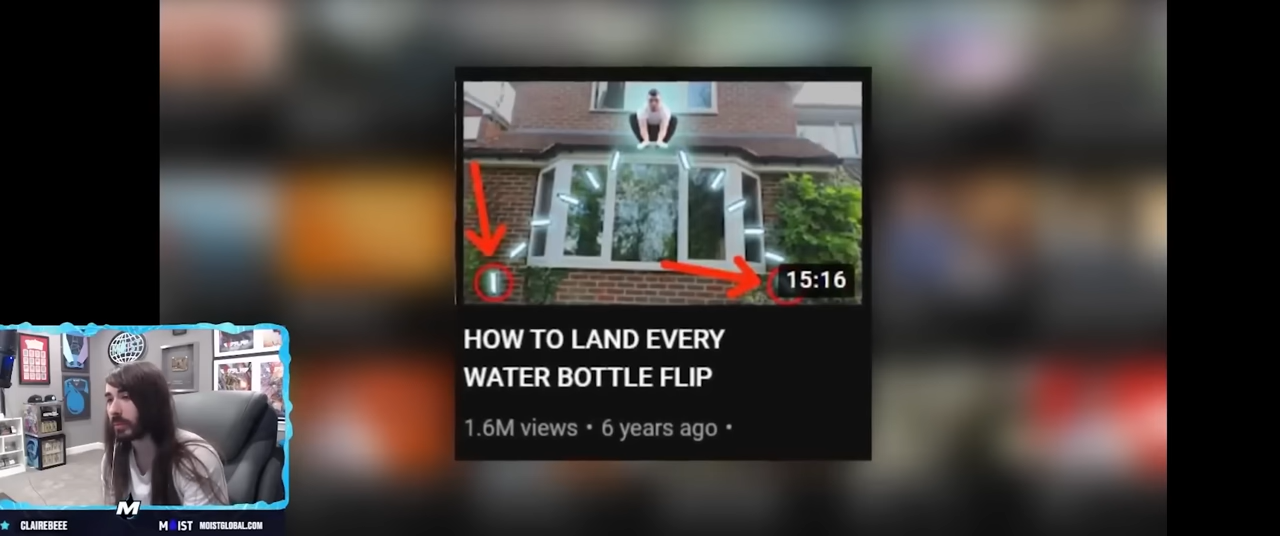 15:16
HOW TO LAND EVERY
WATER BOTTLE FLIP
1.6M views • 6 years ago •
M
CLAIREBEEE
MOIST MOISTGLOBAL.COM